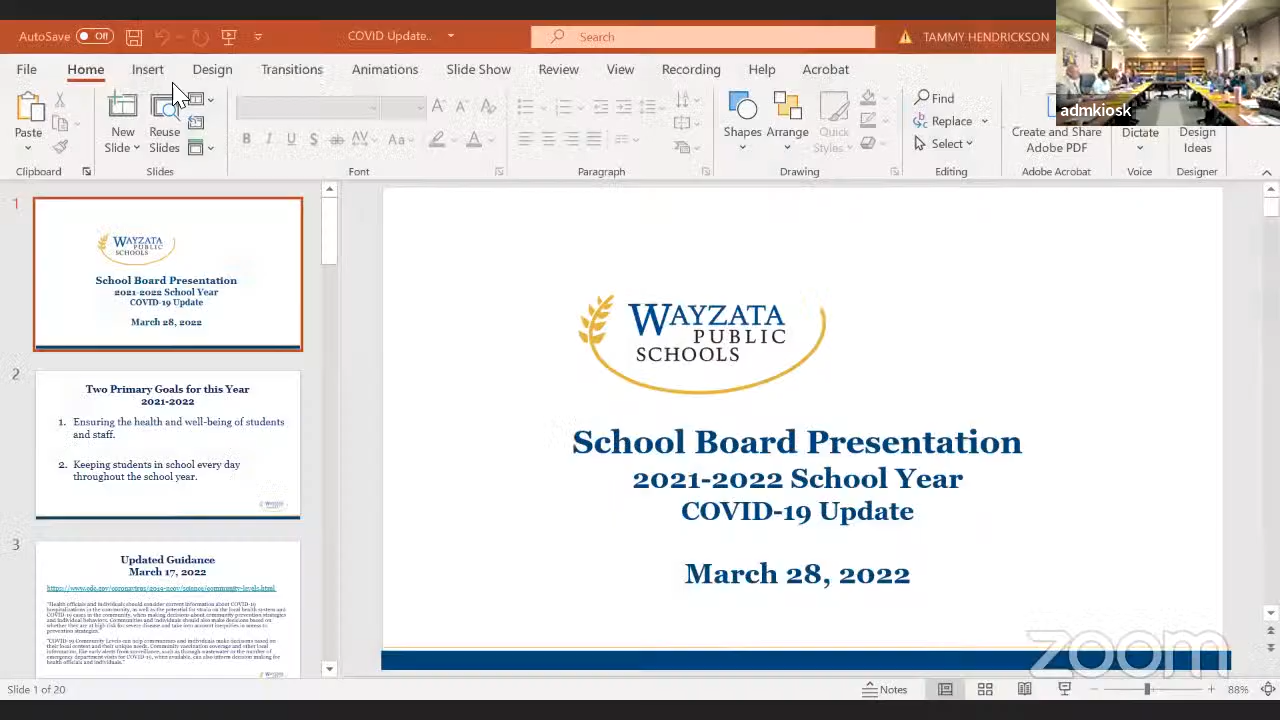 AutoSave Off COVID Update.. Search TAMMY HENDRICKSON
File Home Insert Design Transitions Animations Slide Show Review View Recording Help Acrobat
admkiosk
Paste New Slide Reuse Slides
B I U S ab AV Aa A
Shapes Arrange Quick Styles
Find
Replace
Select
Create and Share Adobe PDF
Dictate
Design Ideas
Clipboard Slides Font Paragraph Drawing Editing Adobe Acrobat Voice Designer
1
WAYZATA
PUBLIC
SCHOOLS
School Board Presentation
2021-2022 School Year
COVID-19 Update
March 28, 2022
2
Two Primary Goals for this Year
2021-2022
1. Ensuring the health and well-being of students
and staff.
2. Keeping students in school every day
throughout the school year.
3
Updated Guidance
March 17, 2022
https://www.cdc.gov/coronavirus/2019-ncov/science/community-levels.html
"Health officials and individuals should consider current information about COVID-19
hospitalizations in the community, as well as the potential for strain on the local health system and
COVID-19 cases in the community, when making decisions about community prevention strategies
and individual behaviors. Communities and individuals should also make decisions based on
whether they are at high risk for severe disease and take into account inequities in access to
prevention strategies."
"COVID-19 Community Levels can help communities and individuals make decisions based on
their local context and their unique needs. Community vaccination coverage and other local
information, like early alerts from surveillance, such as through wastewater or the number of
emergency department visits for COVID-19, when available, can also inform decision making for
health officials and individuals."
WAYZATA
PUBLIC
SCHOOLS
School Board Presentation
2021-2022 School Year
COVID-19 Update
March 28, 2022
zoom
Slide 1 of 20 Notes 88%